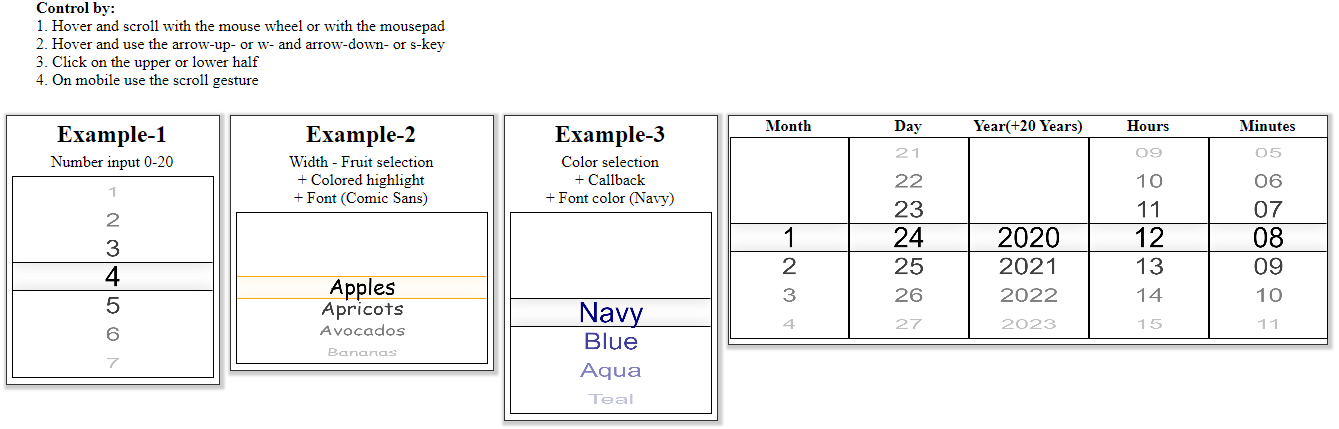 Control by:
1. Hover and scroll with the mouse wheel or with the mousepad
2. Hover and use the arrow-up- or w- and arrow-down- or s-key
3. Click on the upper or lower half
4. On mobile use the scroll gesture
Example-1
Number input 0-20
1
2
3
4
5
6
7
Example-2
Width - Fruit selection
+ Colored highlight
+ Font (Comic Sans)
Apples
Apricots
Avocados
Bananas
Example-3
Color selection
+ Callback
+ Font color (Navy)
Navy
Blue
Aqua
Teal
Month Day Year(+20 Years) Hours Minutes
21 09 05
22 10 06
23 11 07
1 24 2020 12 08
2 25 2021 13 09
3 26 2022 14 10
4 27 2023 15 11